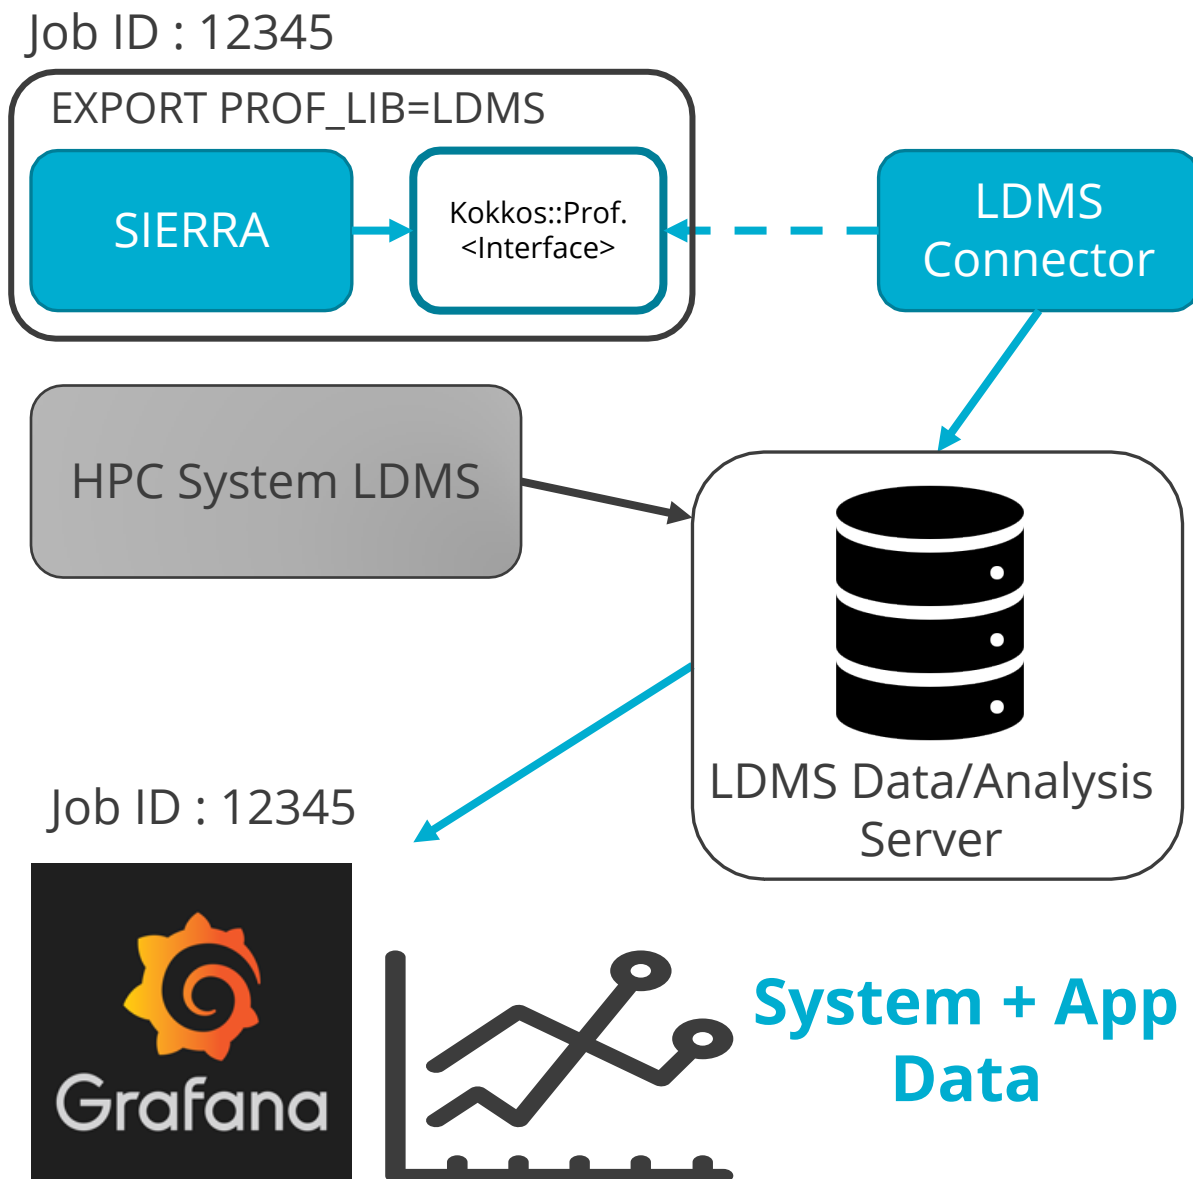 Job ID : 12345
EXPORT PROF_LIB=LDMS
SIERRA
Kokkos::Prof.
<Interface>
LDMS
Connector
HPC System LDMS
LDMS Data/Analysis
Server
Job ID : 12345
Grafana
System + App
Data